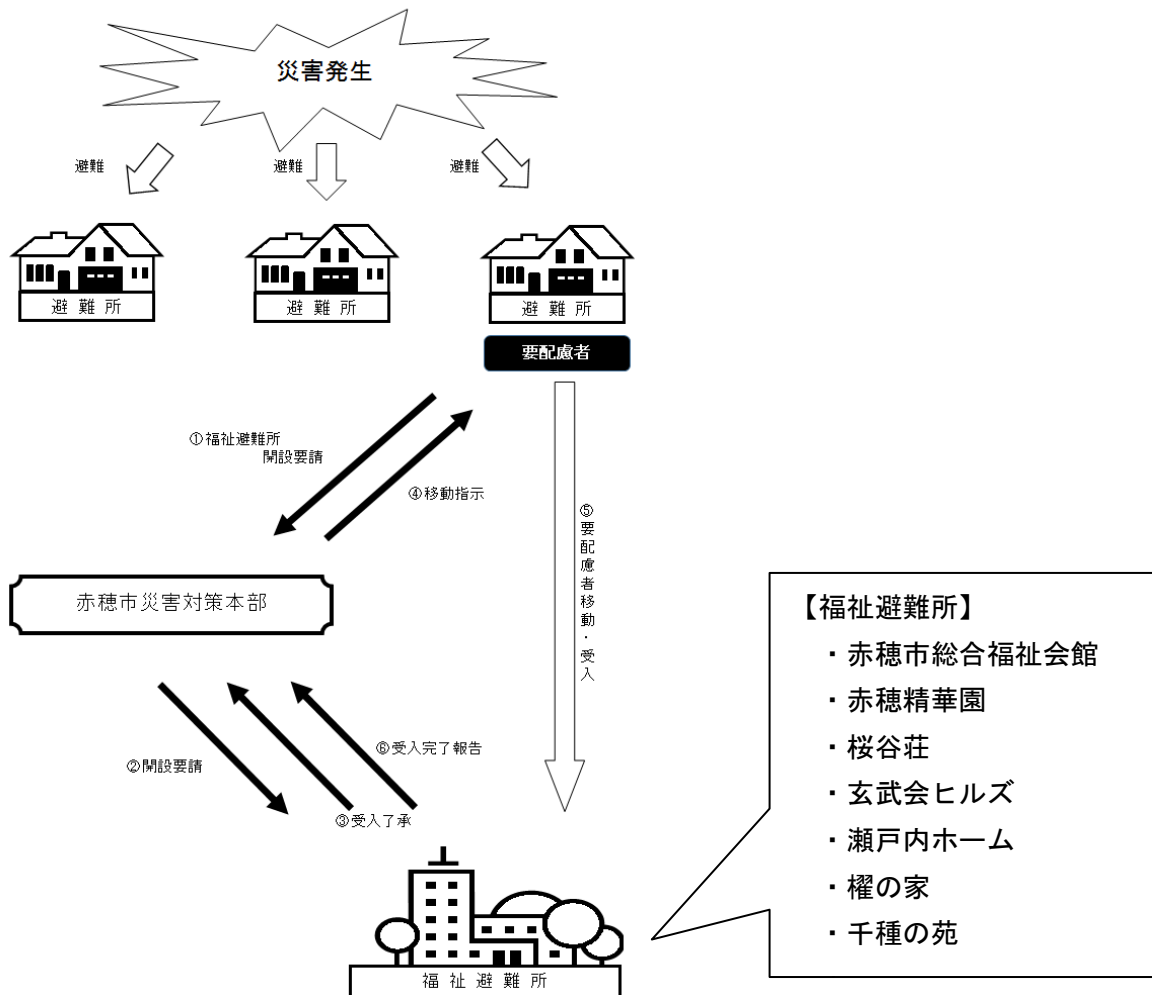 災害発生
避難
避難
避難
避難所
避難所
避難所
要配慮者
①福祉避難所
開設要請
④移動指示
⑤要配慮者移動・受入
赤穂市災害対策本部
②開設要請
⑥受入完了報告
③受入了承
福祉避難所
【福祉避難所】
・赤穂市総合福祉会館
・赤穂精華園
・桜谷荘
・玄武会ヒルズ
・瀬戸内ホーム
・櫂の家
・千種の苑